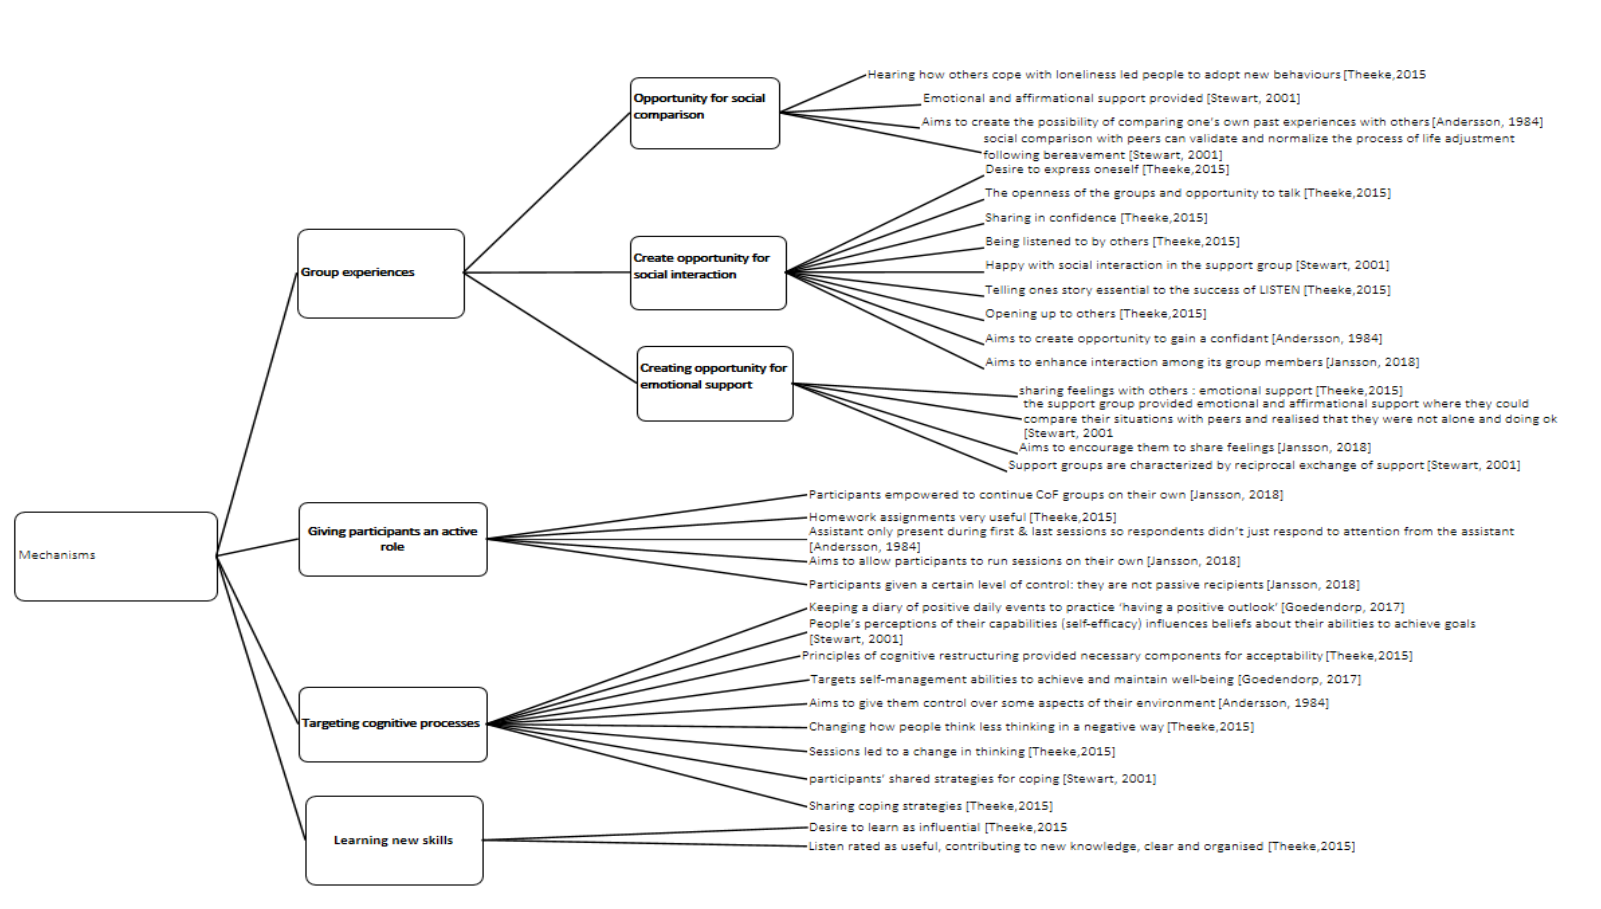 Hearing how others cope with loneliness led people to adopt new behaviours [Theeke,2015
Opportunity for social
comparison
Emotional and affirmational support provided [Stewart, 2001]
Aims to create the possibility of comparing one's own past experiences with others [Andersson, 1984]
social comparison with peers can validate and normalize the process of life adjustment
following bereavement [Stewart, 2001]
Desire to express oneself [Theeke,2015]
The openness of the groups and opportunity to talk [Theeke,2015]
Sharing in confidence [Theeke,2015]
Being listened to by others [Theeke,2015]
Create opportunity for
social interaction
Group experiences
Happy with social interaction in the support group [Stewart, 2001]
Telling ones story essential to the success of LISTEN [Theeke,2015]
Opening up to others [Theeke,2015]
Aims to create opportunity to gain a confidant [Andersson, 1984]
Aims to enhance interaction among its group members [Jansson, 2018]
Creating opportunity for
emotional support
sharing feelings with others : emotional support [Theeke,2015]
the support group provided emotional and affirmational support where they could
compare their situations with peers and realised that they were not alone and doing ok
[Stewart, 2001
Aims to encourage them to share feelings [Jansson, 2018]
Support groups are characterized by reciprocal exchange of support [Stewart, 2001]
Participants empowered to continue CoF groups on their own [Jansson, 2018]
Homework assignments very useful [Theeke,2015]
Giving participants an active
role
Assistant only present during first & last sessions so respondents didn't just respond to attention from the assistant
[Andersson, 1984]
Mechanisms
Aims to allow participants to run sessions on their own [Jansson, 2018]
Participants given a certain level of control: they are not passive recipients [Jansson, 2018]
Keeping a diary of positive daily events to practice 'having a positive outlook' [Goedendorp, 2017]
People's perceptions of their capabilities (self-efficacy) influences beliefs about their abilities to achieve goals
[Stewart, 2001]
Principles of cognitive restructuring provided necessary components for acceptability [Theeke,2015]
Targets self-management abilities to achieve and maintain well-being [Goedendorp, 2017]
Aims to give them control over some aspects of their environment [Andersson, 1984]
Targeting cognitive processes
Changing how people think less thinking in a negative way [Theeke,2015]
Sessions led to a change in thinking [Theeke,2015]
participants' shared strategies for coping [Stewart, 2001]
Sharing coping strategies [Theeke,2015]
Desire to learn as influential [Theeke,2015
Learning new skills
Listen rated as useful, contributing to new knowledge, clear and organised [Theeke,2015]